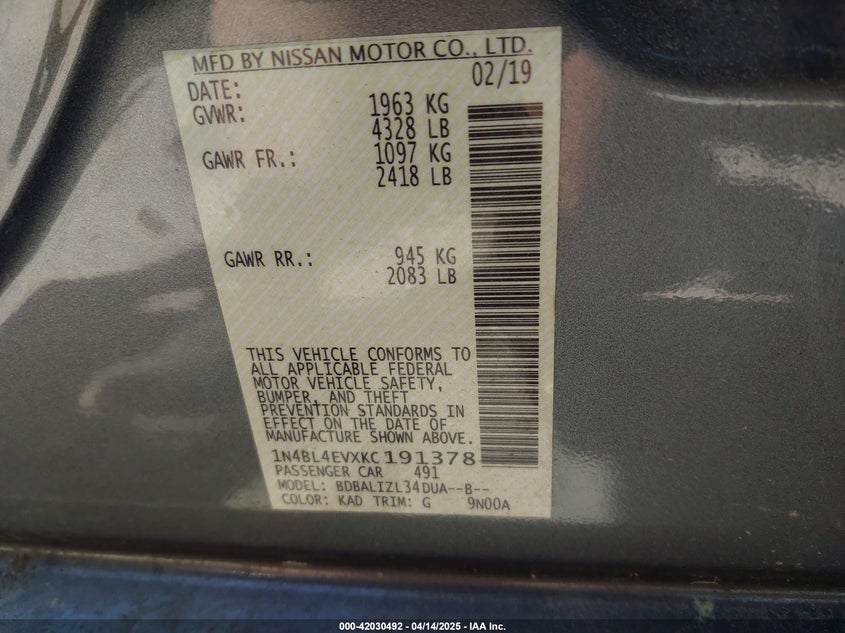 MFD BY NISSAN MOTOR CO., LTD.
DATE: 02/19
GVWR: 1963 KG
4328 LB
GAWR FR.: 1097 KG
2418 LB
GAWR RR.: 945 KG
2083 LB
THIS VEHICLE CONFORMS TO
ALL APPLICABLE FEDERAL
MOTOR VEHICLE SAFETY,
BUMPER, AND THEFT
PREVENTION STANDARDS IN
EFFECT ON THE DATE OF
MANUFACTURE SHOWN ABOVE.
1N4BL4EVXKC191378
PASSENGER CAR 491
MODEL: BDBALIZL34DUA--B--
COLOR: KAD TRIM: G 9N00A
000-42030492 - 04/14/2025 - IAA Inc.